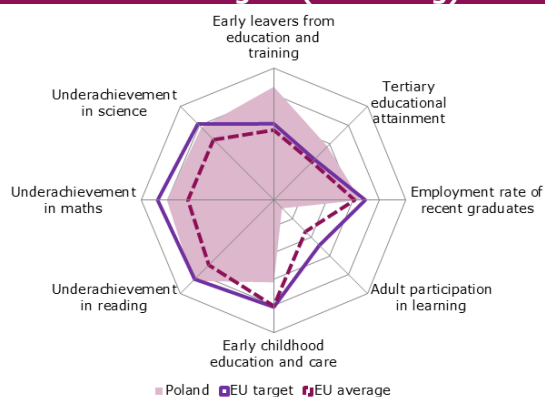 Early leavers from
education and
training
Tertiary
educational
attainment
Employment rate of
recent graduates
Adult participation
in learning
Early childhood
education and care
Underachievement
in reading
Underachievement
in maths
Underachievement
in science
Poland EU target EU average